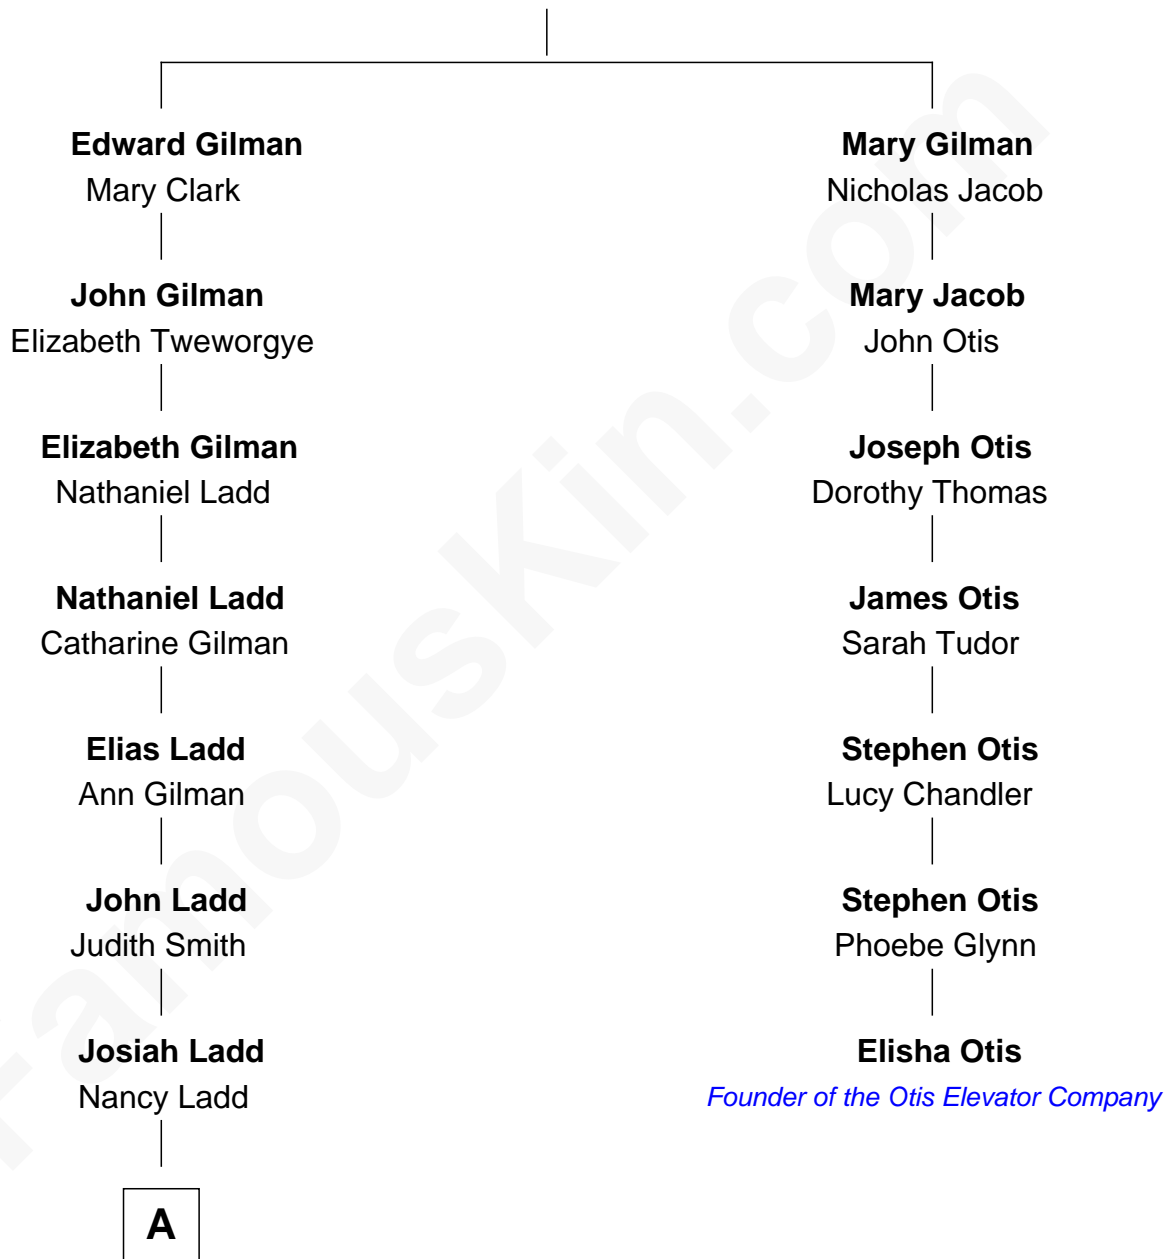 Edward Gilman
Mary Clark
Mary Gilman
Nicholas Jacob
John Gilman
Elizabeth Tweworgye
Mary Jacob
John Otis
Elizabeth Gilman
Nathaniel Ladd
Joseph Otis
Dorothy Thomas
Nathaniel Ladd
Catharine Gilman
James Otis
Sarah Tudor
Elias Ladd
Ann Gilman
Stephen Otis
Lucy Chandler
John Ladd
Judith Smith
Stephen Otis
Phoebe Glynn
Josiah Ladd
Nancy Ladd
Elisha Otis
Founder of the Otis Elevator Company
A
FamousKin.com